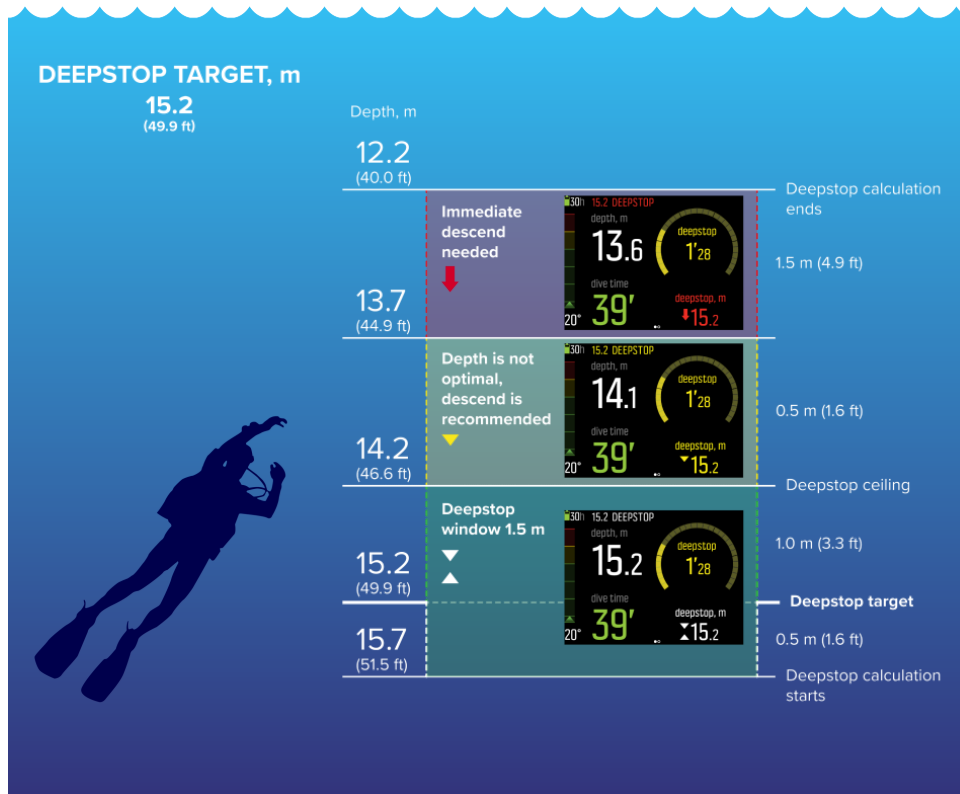 DEEPSTOP TARGET, m
15.2
(49.9 ft)
Depth, m
12.2
(40.0 ft)
Deepstop calculation
ends
Immediate
descend
needed
30h 15.2 DEEPSTOP
depth, m
13.6
deepstop
1'28
dive time
39'
deepstop, m
15.2
20°
1.5 m (4.9 ft)
13.7
(44.9 ft)
Depth is not
optimal,
descend is
recommended
30h 15.2 DEEPSTOP
depth, m
14.1
deepstop
1'28
dive time
39'
deepstop, m
15.2
20°
0.5 m (1.6 ft)
14.2
(46.6 ft)
Deepstop ceiling
Deepstop
window 1.5 m
30h 15.2 DEEPSTOP
depth, m
15.2
deepstop
1'28
dive time
39'
deepstop, m
15.2
20°
1.0 m (3.3 ft)
15.2
(49.9 ft)
Deepstop target
15.7
(51.5 ft)
0.5 m (1.6 ft)
Deepstop calculation
starts